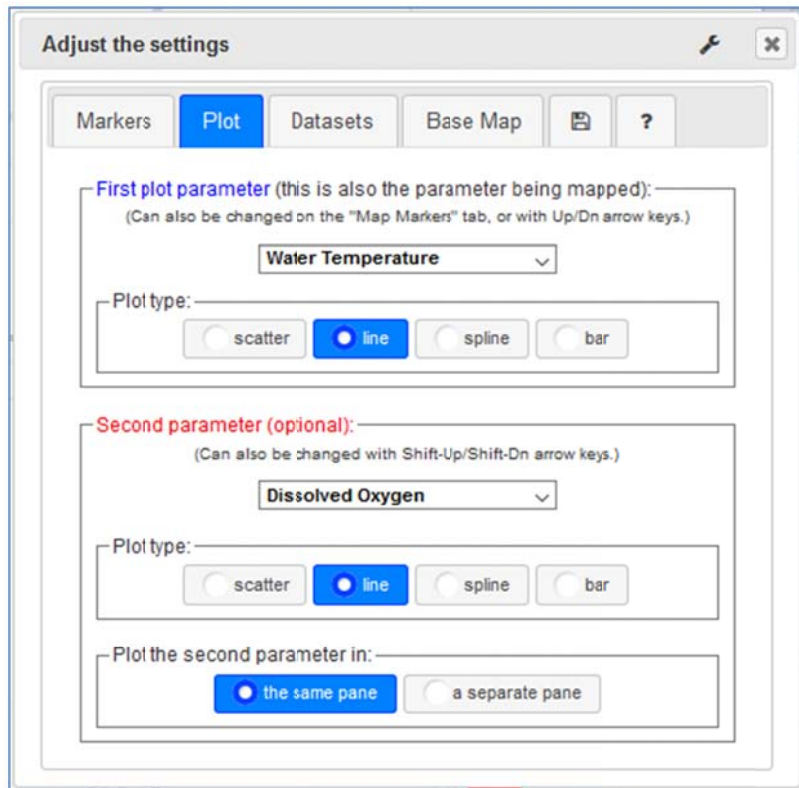 Adjust the settings
Markers Plot Datasets Base Map ?
First plot parameter (this is also the parameter being mapped):
(Can also be changed on the "Map Markers" tab, or with Up/Dn arrow keys.)
Water Temperature
Plot type:
scatter line spline bar
Second parameter (optional):
(Can also be changed with Shift-Up/Shift-Dn arrow keys.)
Dissolved Oxygen
Plot type:
scatter line spline bar
Plot the second parameter in:
the same pane a separate pane